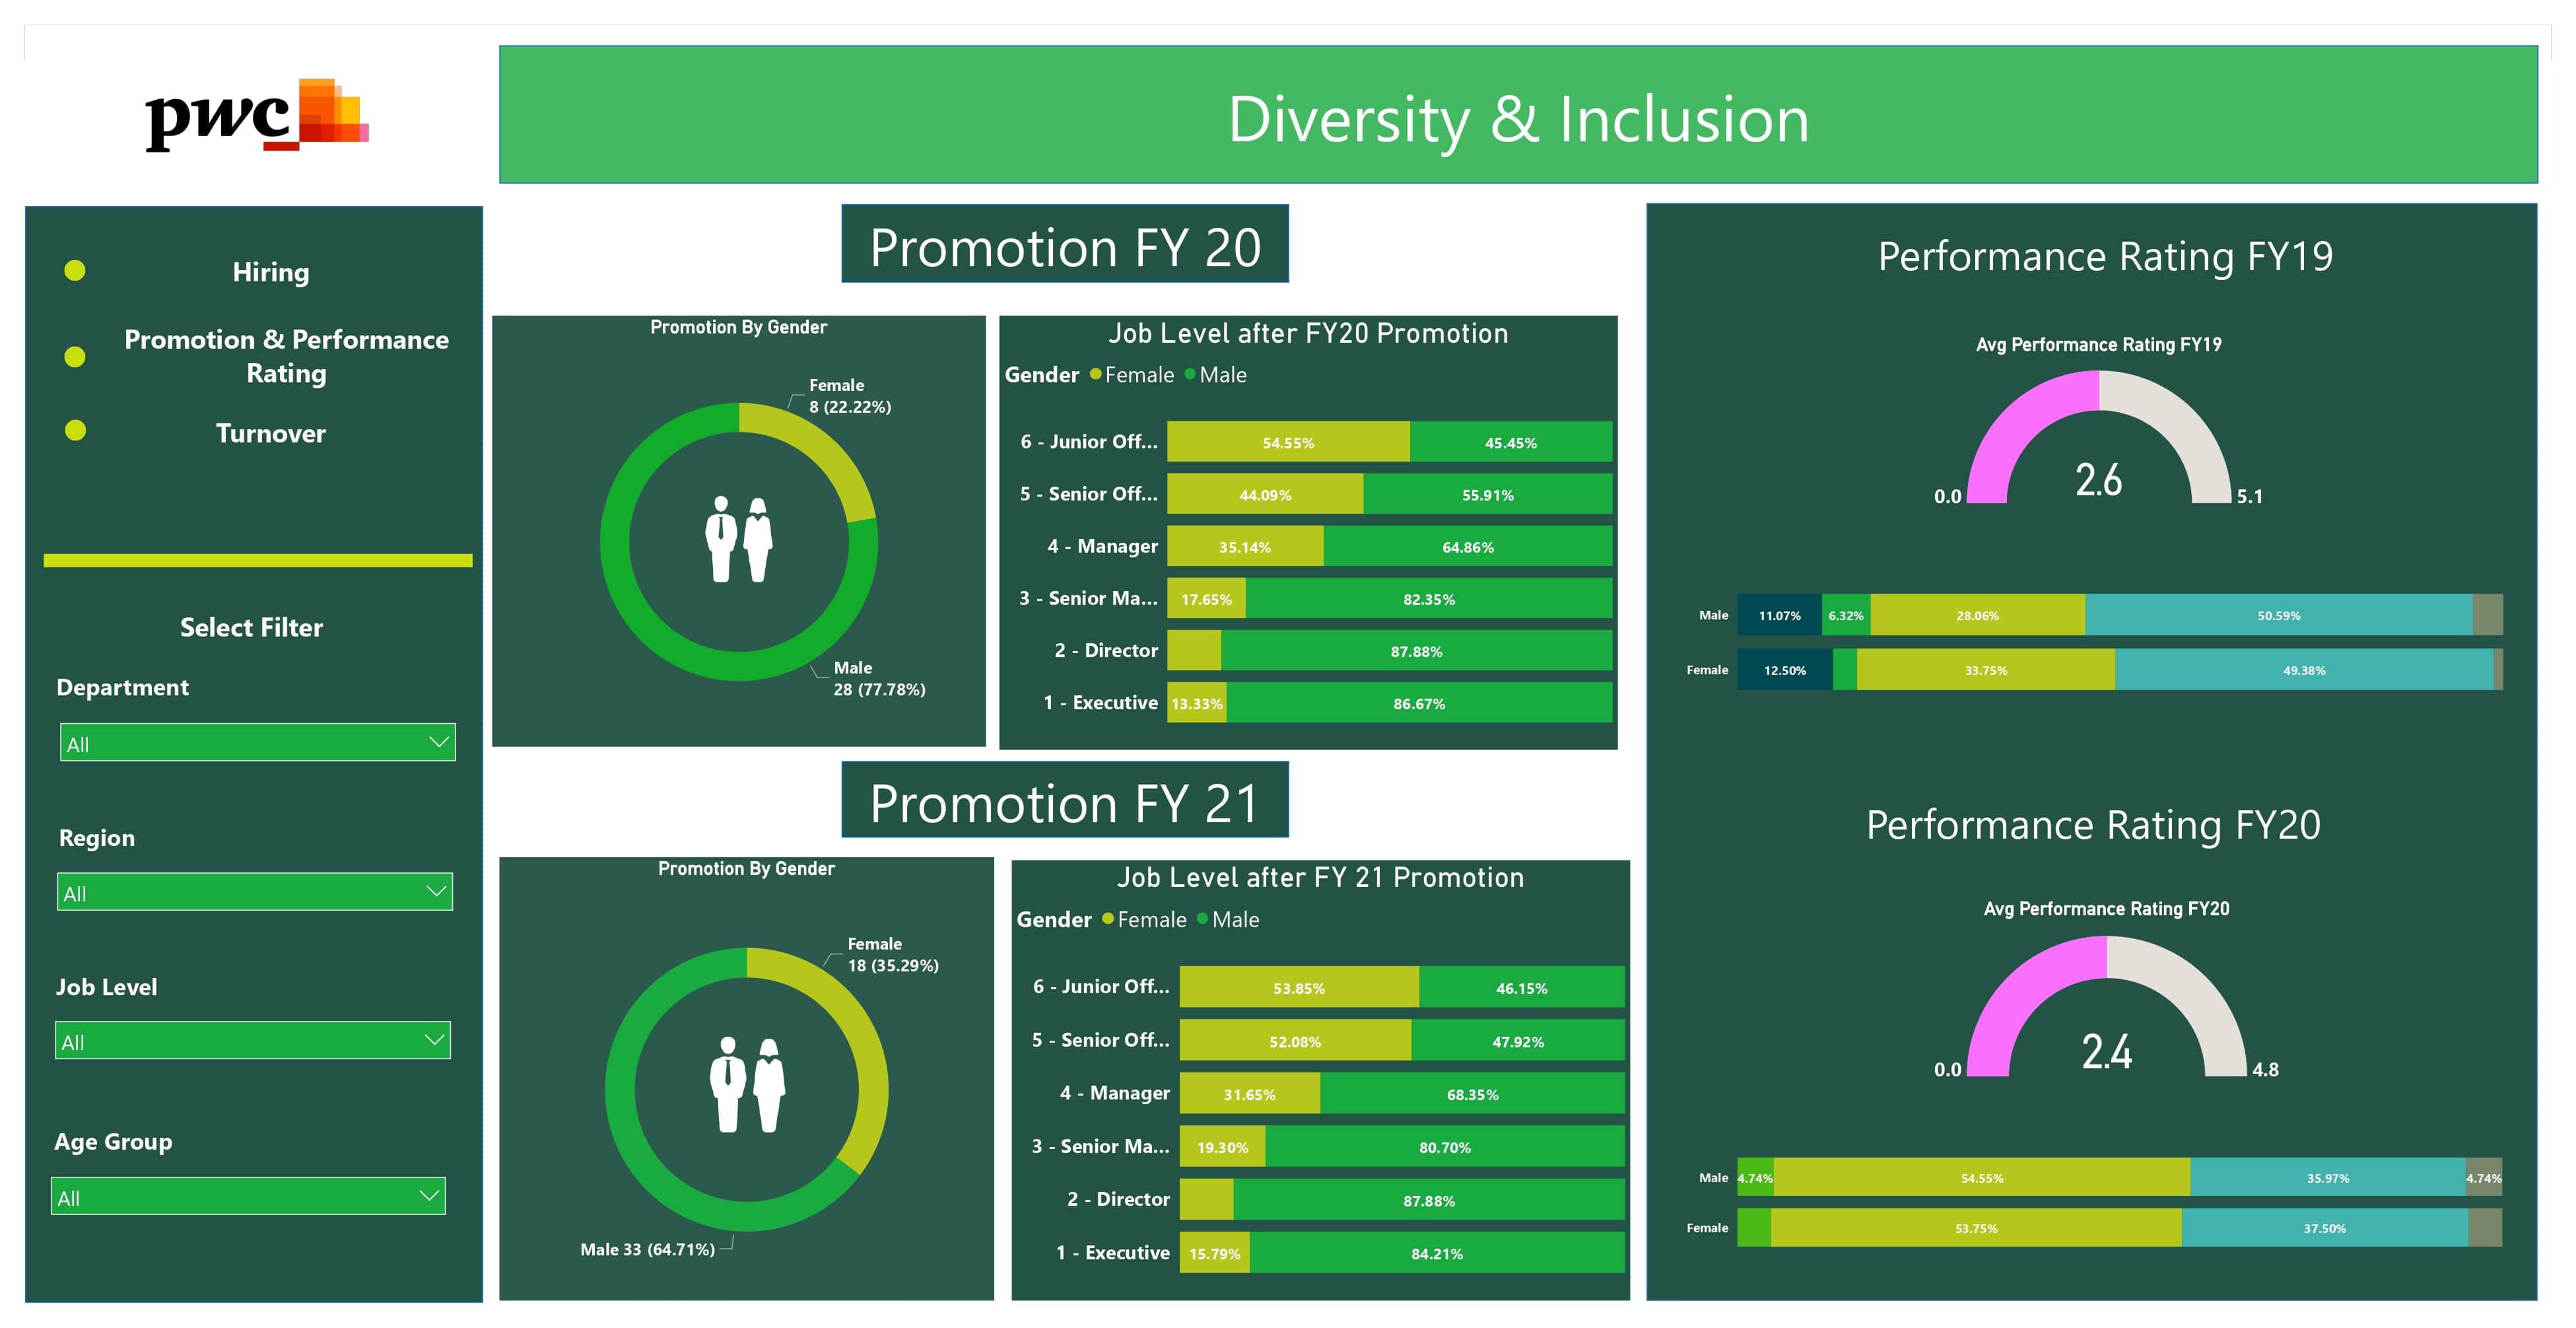 pwc
Diversity & Inclusion
Hiring
Promotion & Performance
Rating
Turnover
Select Filter
Department
All
Region
All
Job Level
All
Age Group
All
Promotion FY 20
Promotion By Gender
Female
8 (22.22%)
Male
28 (77.78%)
Job Level after FY20 Promotion
Gender Female Male
6 - Junior Off... 54.55% 45.45%
5 - Senior Off... 44.09% 55.91%
4 - Manager 35.14% 64.86%
3 - Senior Ma... 17.65% 82.35%
2 - Director 87.88%
1 - Executive 13.33% 86.67%
Promotion FY 21
Promotion By Gender
Female
18 (35.29%)
Male 33 (64.71%)
Job Level after FY 21 Promotion
Gender Female Male
6 - Junior Off... 53.85% 46.15%
5 - Senior Off... 52.08% 47.92%
4 - Manager 31.65% 68.35%
3 - Senior Ma... 19.30% 80.70%
2 - Director 87.88%
1 - Executive 15.79% 84.21%
Performance Rating FY19
Avg Performance Rating FY19
2.6
0.0 5.1
Male 11.07% 6.32% 28.06% 50.59%
Female 12.50% 33.75% 49.38%
Performance Rating FY20
Avg Performance Rating FY20
2.4
0.0 4.8
Male 4.74% 54.55% 35.97% 4.74%
Female 53.75% 37.50%